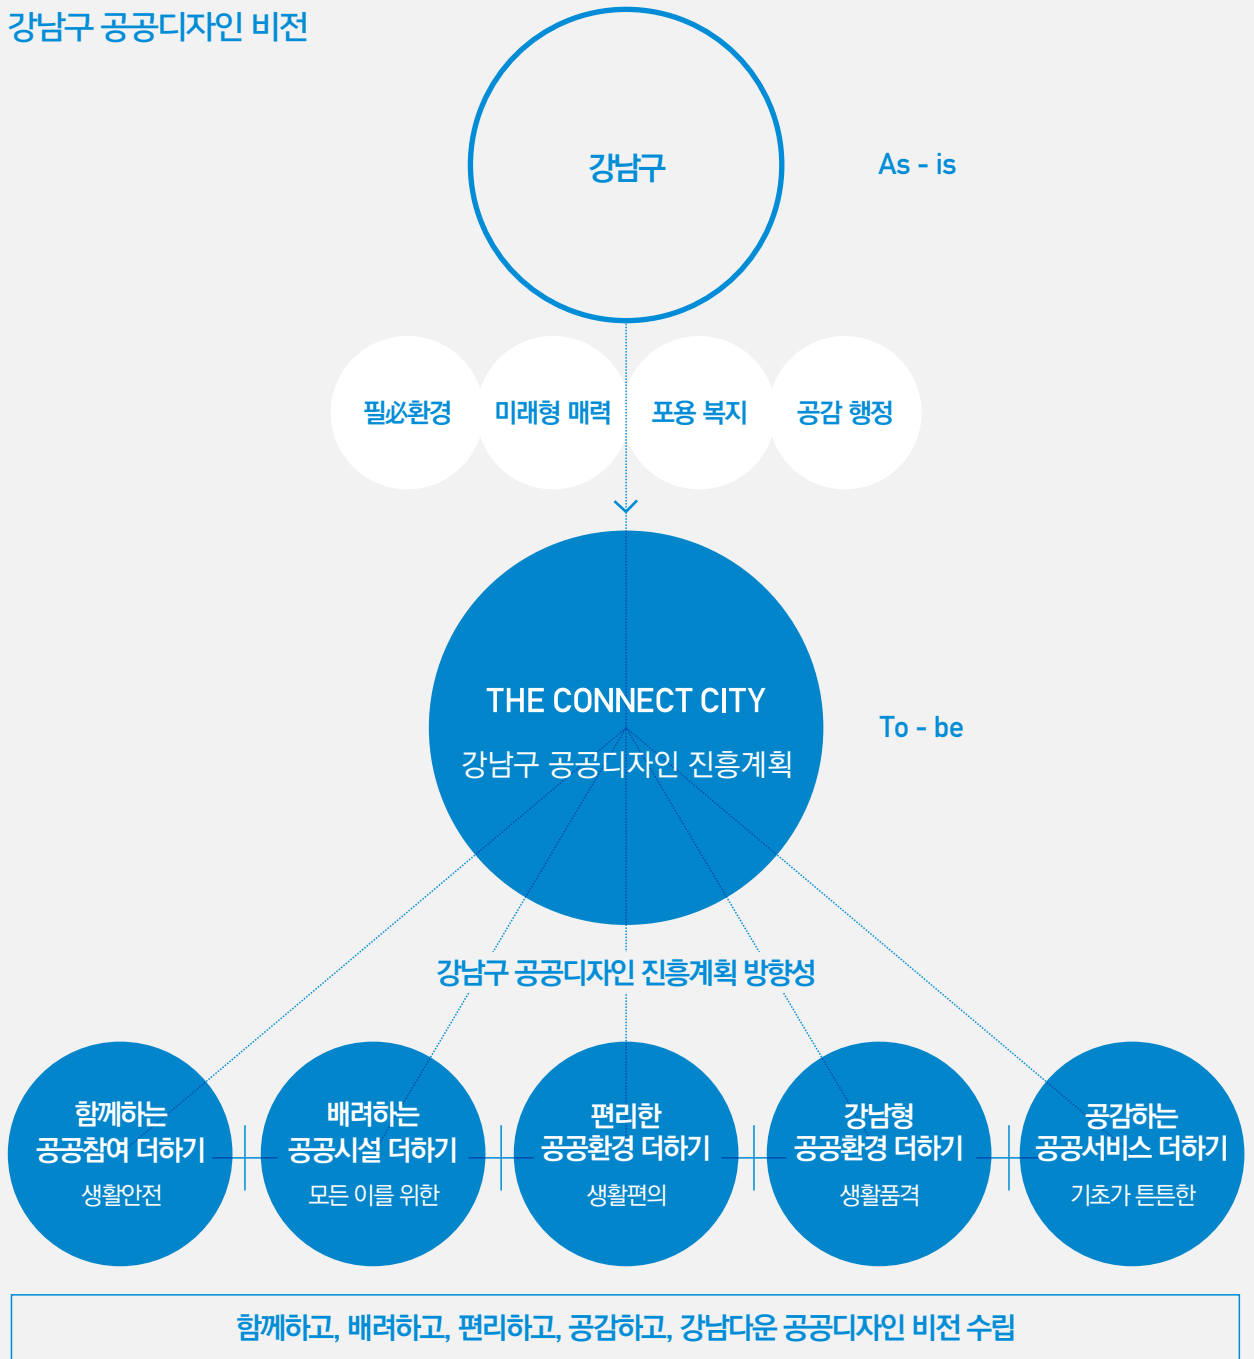 강남구 공공디자인 비전
강남구
As - is
필必환경
미래형 매력
포용 복지
공감 행정
THE CONNECT CITY
강남구 공공디자인 진흥계획
To - be
강남구 공공디자인 진흥계획 방향성
함께하는
공공참여 더하기
생활안전
배려하는
공공시설 더하기
모든 이를 위한
편리한
공공환경 더하기
생활편의
강남형
공공환경 더하기
생활품격
공감하는
공공서비스 더하기
기초가 튼튼한
함께하고, 배려하고, 편리하고, 공감하고, 강남다운 공공디자인 비전 수립